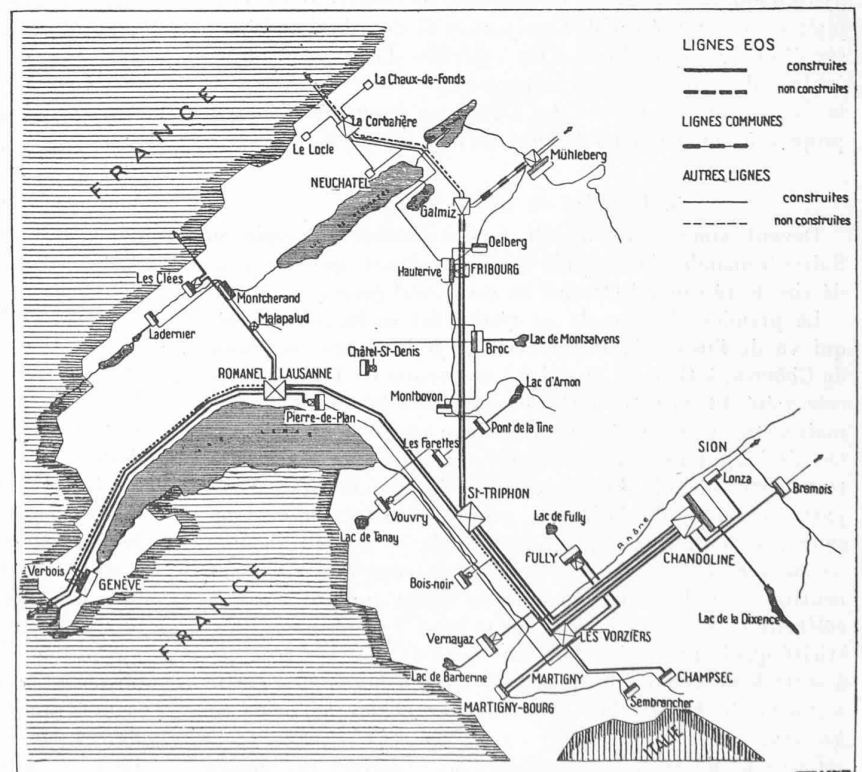 LIGNES EOS
construites
non construites
LIGNES COMMUNES
AUTRES LIGNES
construites
non construites
FRANCE
La Chaux-de-Fonds
La Corbatière
Le Locle
NEUCHATEL
Mühleberg
Galmiz
Oelberg
Hauterive
FRIBOURG
Les Clées
Montcherand
Ladernier
Malapalud
Châtel-St-Denis
Broc
Lac de Montsalvens
ROMANEL LAUSANNE
Montbovon
Lac d'Arnon
Pierre-de-Plan
Pont de la Tine
Les Farettes
SION
Lonza
Bramois
ST-TRIPHON
Vouvry
Lac de Tanay
Lac de Fully
Rhône
FULLY
CHANDOLINE
Verbois
GENÈVE
FRANCE
Bois-noir
Lac de la Dixence
LES VORZIERS
Vernayaz
Lac de Barbenne
MARTIGNY
CHAMPSEC
MARTIGNY-BOURG
Sembrancher
ITALIE